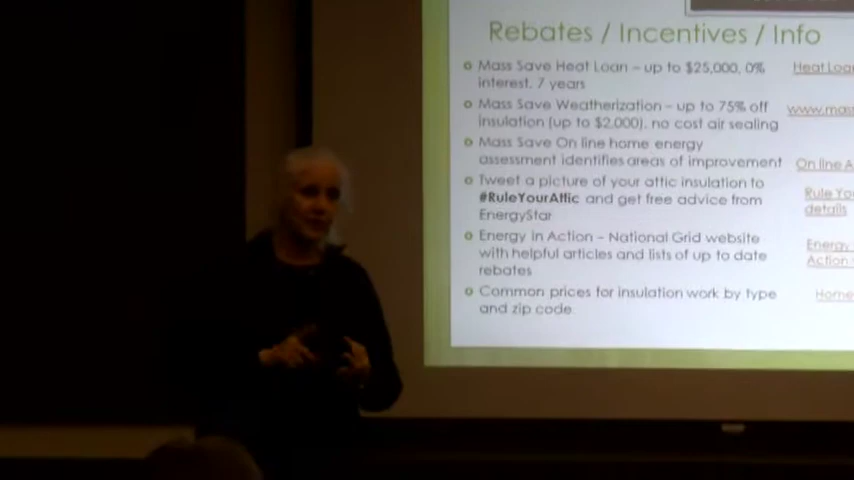 Rebates / Incentives / Info
Mass Save Heat Loan – up to $25,000, 0%
interest, 7 years
Heat Loan
Mass Save Weatherization – up to 75% off
insulation (up to $2,000), no cost air sealing
www.mass
Mass Save On line home energy
assessment identifies areas of improvement
On line A
Tweet a picture of your attic insulation to
#RuleYourAttic and get free advice from
EnergyStar
Rule Yo
details
Energy in Action – National Grid website
with helpful articles and lists of up to date
rebates
Energy
Action
Common prices for insulation work by type
and zip code
Home